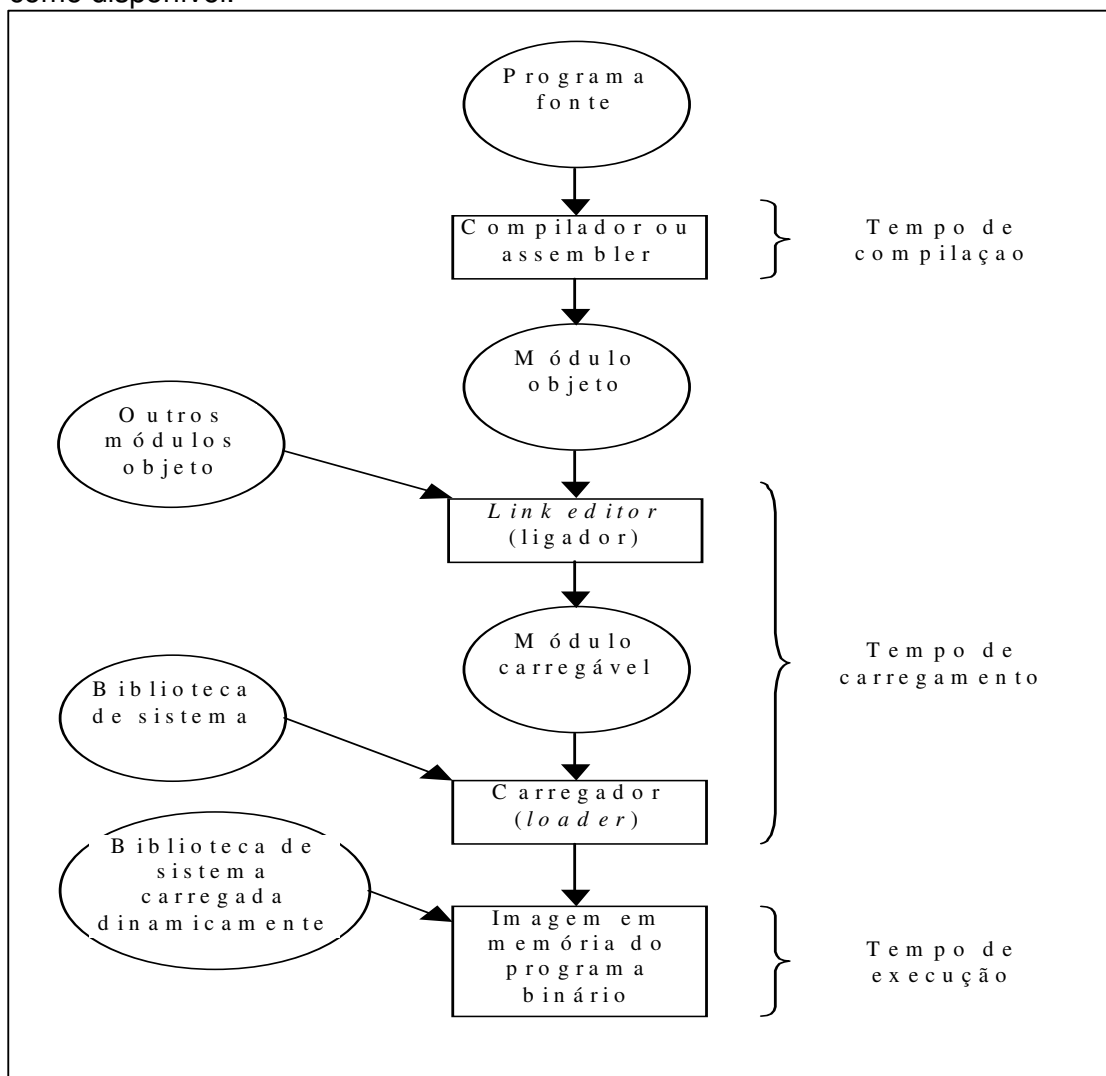 como disponível.
Programa
fonte
Compilador ou
assembler
Tempo de
compilaçao
Módulo
objeto
Outros
módulos
objeto
Link editor
(ligador)
Módulo
carregável
Tempo de
carregamento
Biblioteca
de sistema
Carregador
(loader)
Biblioteca de
sistema
carregada
dinamicamente
Imagem em
memória do
programa
binário
Tempo de
execução